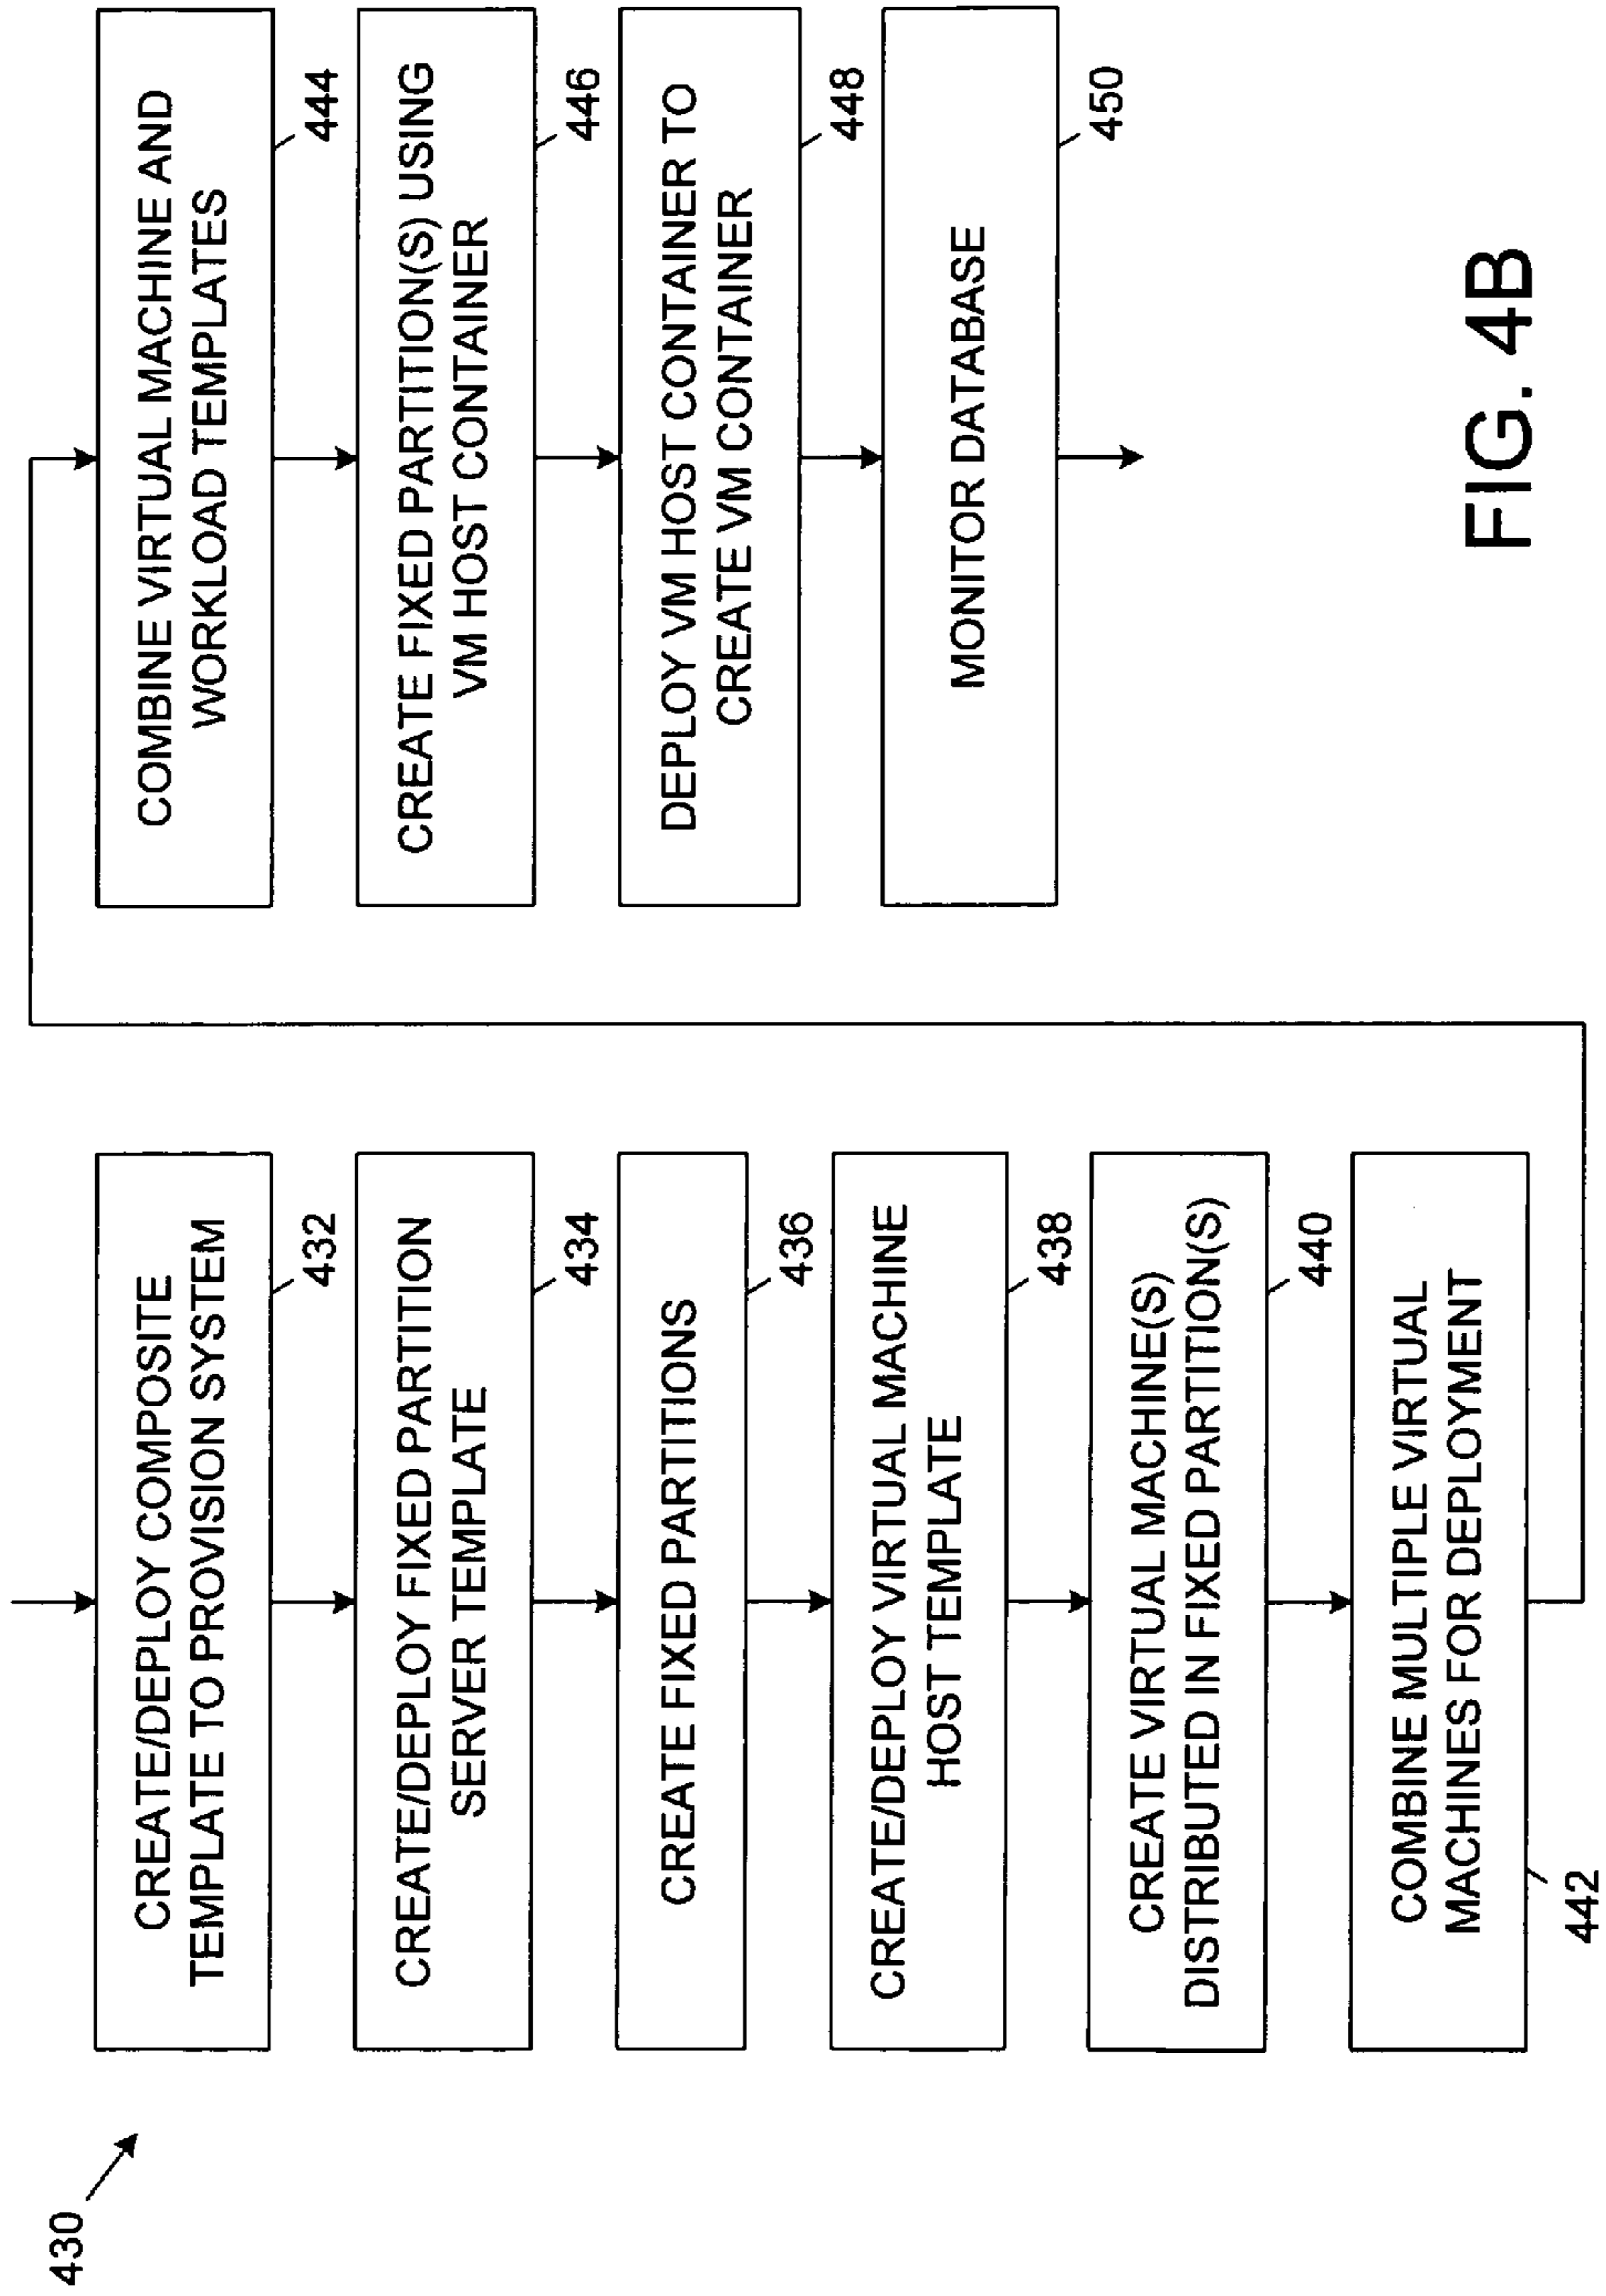 430
CREATE/DEPLOY COMPOSITE
TEMPLATE TO PROVISION SYSTEM
432
CREATE/DEPLOY FIXED PARTITION
SERVER TEMPLATE
434
CREATE FIXED PARTITIONS
436
CREATE/DEPLOY VIRTUAL MACHINE
HOST TEMPLATE
438
CREATE VIRTUAL MACHINE(S)
DISTRIBUTED IN FIXED PARTITION(S)
440
COMBINE MULTIPLE VIRTUAL
MACHINES FOR DEPLOYMENT
442
COMBINE VIRTUAL MACHINE AND
WORKLOAD TEMPLATES
444
CREATE FIXED PARTITION(S) USING
VM HOST CONTAINER
446
DEPLOY VM HOST CONTAINER TO
CREATE VM CONTAINER
448
MONITOR DATABASE
450
FIG. 4B